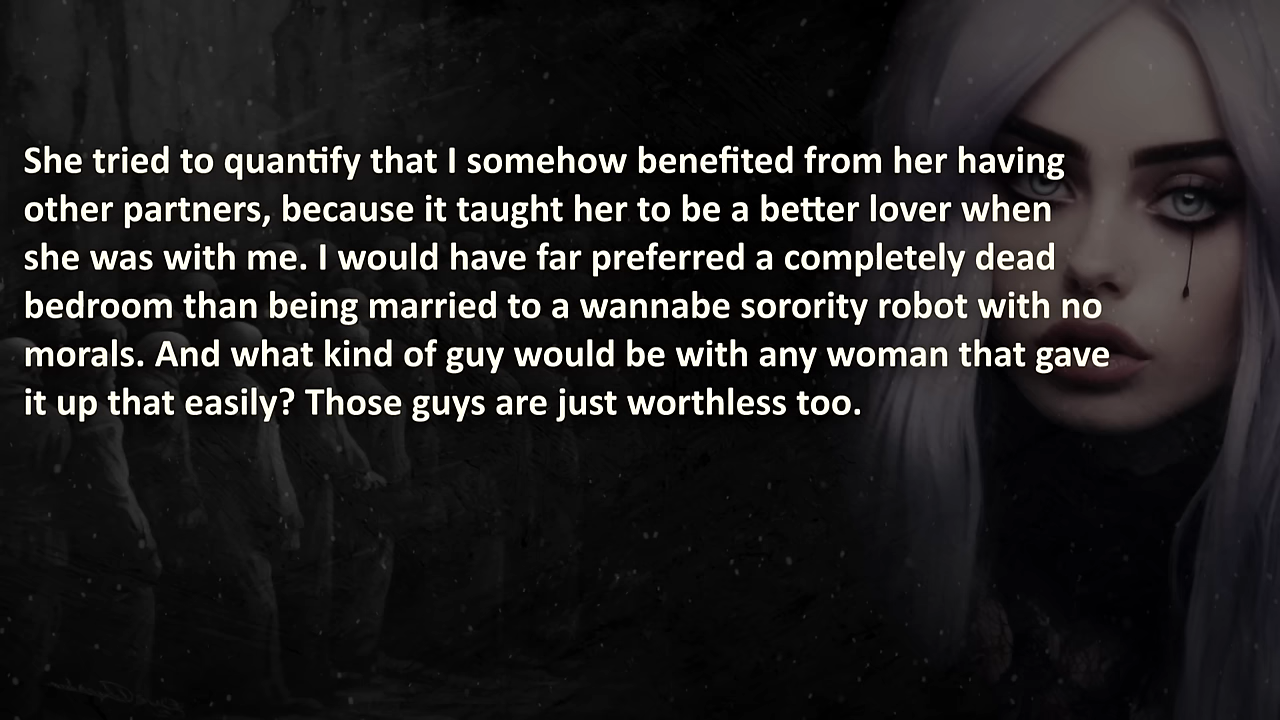 She tried to quantify that I somehow benefited from her having
other partners, because it taught her to be a better lover when
she was with me. I would have far preferred a completely dead
bedroom than being married to a wannabe sorority robot with no
morals. And what kind of guy would be with any woman that gave
it up that easily? Those guys are just worthless too.